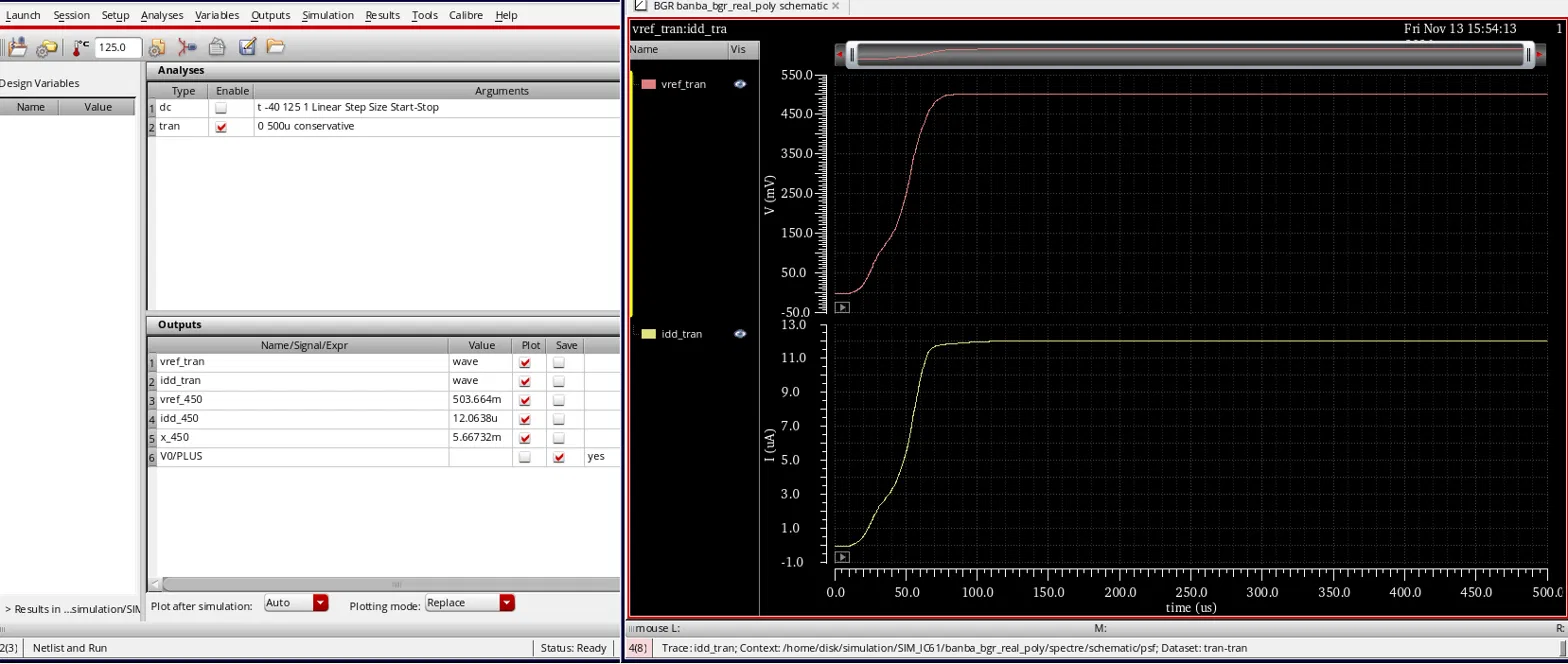 Launch Session Setup Analyses Variables Outputs Simulation Results Tools Calibre Help
°C 125.0
Design Variables
Name Value
Analyses
Type Enable Arguments
1 dc t -40 125 1 Linear Step Size Start-Stop
2 tran 0 500u conservative
Outputs
Name/Signal/Expr Value Plot Save
1 vref_tran wave
2 idd_tran wave
3 vref_450 503.664m
4 idd_450 12.0638u
5 x_450 5.66732m
6 V0/PLUS yes
> Results in ...simulation/SIM
Plot after simulation: Auto Plotting mode: Replace
2(3) Netlist and Run Status: Ready
BGR banba_bgr_real_poly schematic
vref_tran:idd_tra Fri Nov 13 15:54:13 1
Name Vis
vref_tran
idd_tran
550.0
450.0
350.0
250.0
150.0
50.0
-50.0
V (mV)
13.0
11.0
9.0
7.0
5.0
3.0
1.0
-1.0
I (uA)
0.0 50.0 100.0 150.0 200.0 250.0 300.0 350.0 400.0 450.0 500.0
time (us)
mouse L: M: R:
4(8) Trace: idd_tran; Context: /home/disk/simulation/SIM_IC61/banba_bgr_real_poly/spectre/schematic/psf; Dataset: tran-tran